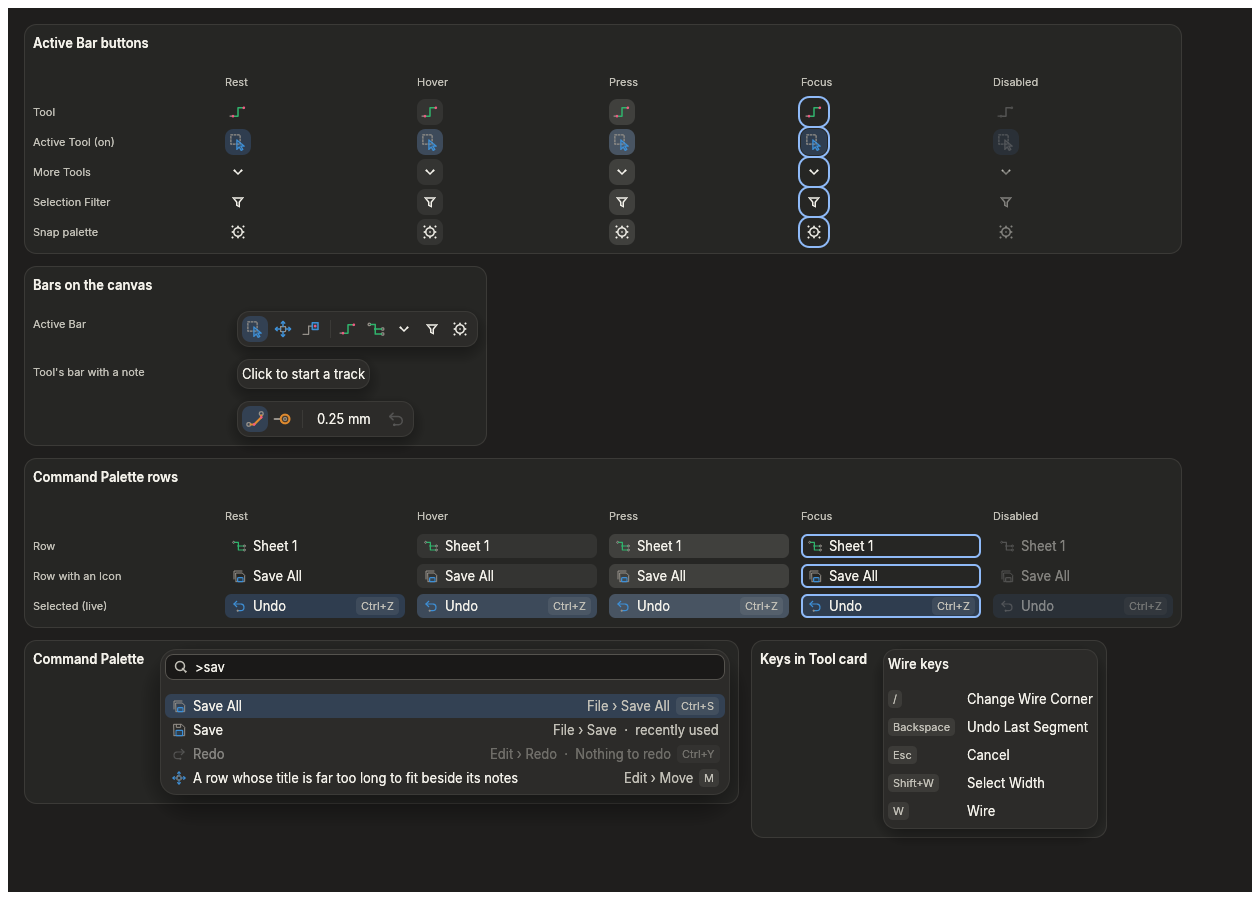 Active Bar buttons
Rest Hover Press Focus Disabled
Tool
Active Tool (on)
More Tools
Selection Filter
Snap palette
Bars on the canvas
Active Bar
Tool's bar with a note Click to start a track
0.25 mm
Command Palette rows
Rest Hover Press Focus Disabled
Row Sheet 1 Sheet 1 Sheet 1 Sheet 1 Sheet 1
Row with an Icon Save All Save All Save All Save All Save All
Selected (live) Undo Ctrl+Z Undo Ctrl+Z Undo Ctrl+Z Undo Ctrl+Z Undo Ctrl+Z
Command Palette
>sav
Save All File › Save All Ctrl+S
Save File › Save · recently used
Redo Edit › Redo · Nothing to redo Ctrl+Y
A row whose title is far too long to fit beside its notes Edit › Move M
Keys in Tool card
Wire keys
/ Change Wire Corner
Backspace Undo Last Segment
Esc Cancel
Shift+W Select Width
W Wire